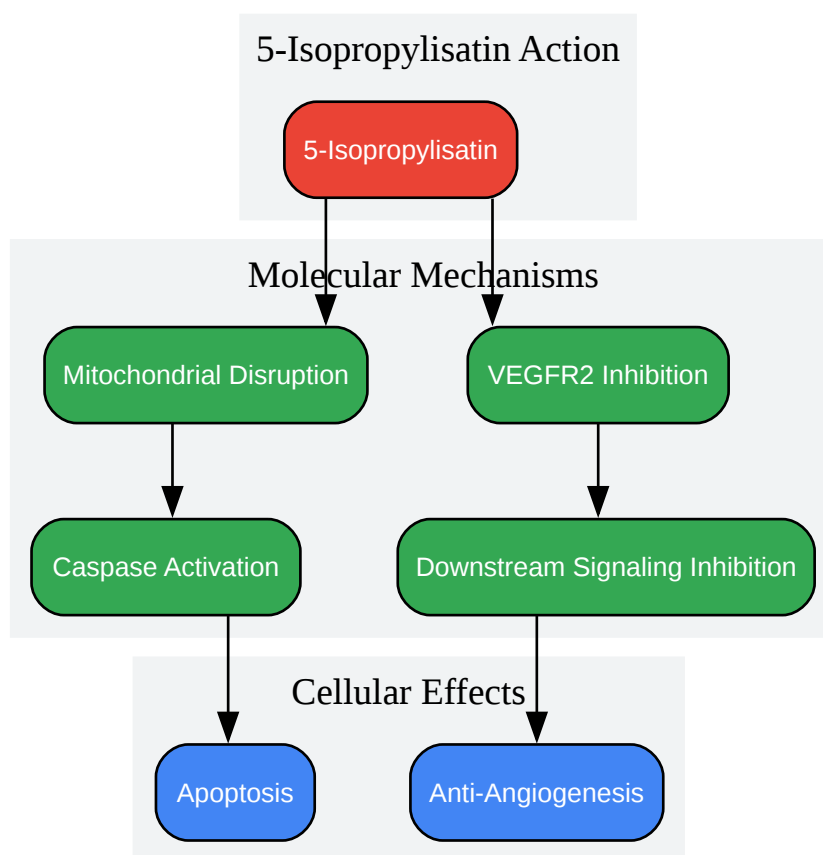 5-Isopropylisatin Action
5-Isopropylisatin
Molecular Mechanisms
Mitochondrial Disruption
VEGFR2 Inhibition
Caspase Activation
Downstream Signaling Inhibition
Cellular Effects
Apoptosis
Anti-Angiogenesis